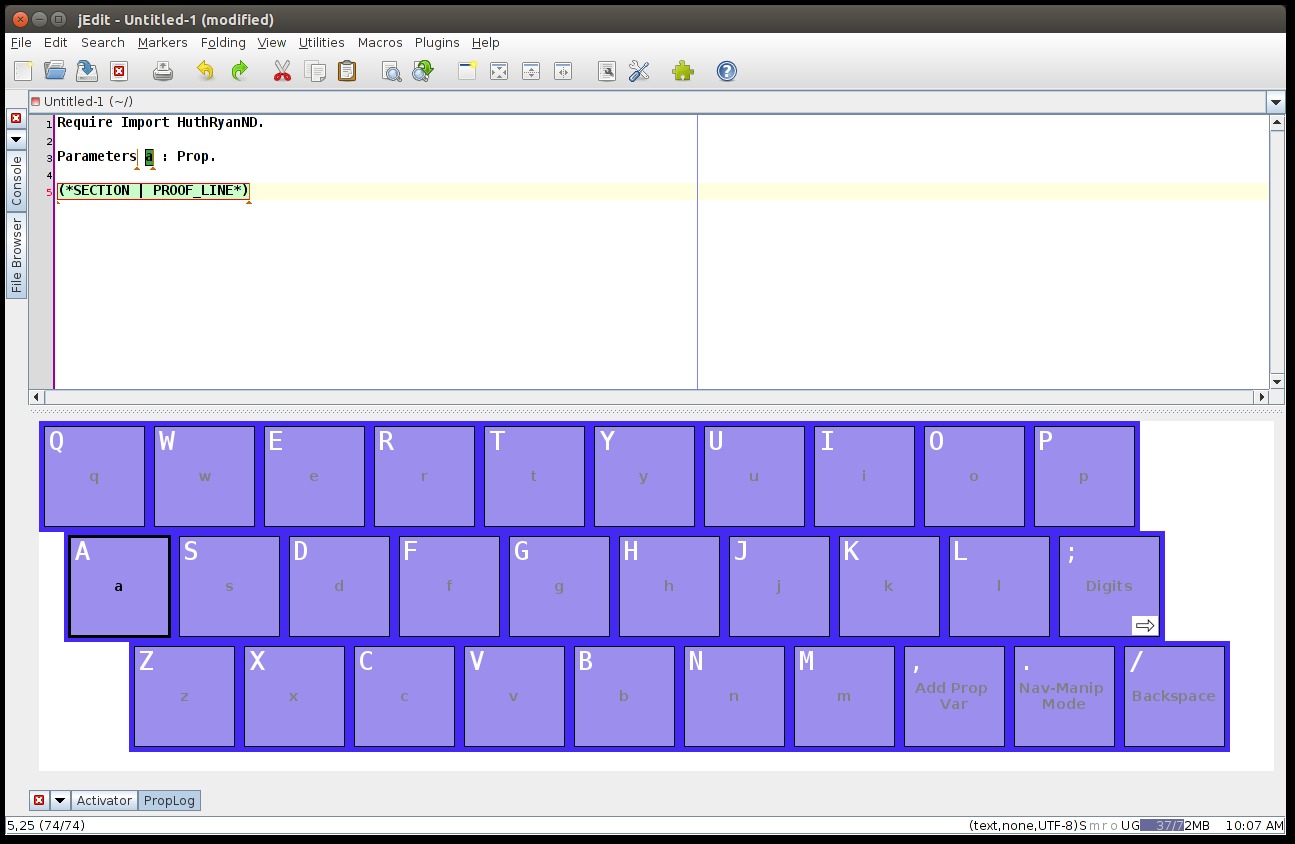 jEdit - Untitled-1 (modified)
File Edit Search Markers Folding View Utilities Macros Plugins Help
Untitled-1 (~/)
Console
File Browser
1 Require Import HuthRyanND.
2
3 Parameters a : Prop.
4
5 (*SECTION | PROOF_LINE*)
Q W E R T Y U I O P
q w e r t y u i o p
A S D F G H J K L ;
a s d f g h j k l Digits
Z X C V B N M , . /
z x c v b n m Add Prop Var Nav-Manip Mode Backspace
Activator PropLog
5,25 (74/74) (text,none,UTF-8)S m r o UG 37/72MB 10:07 AM